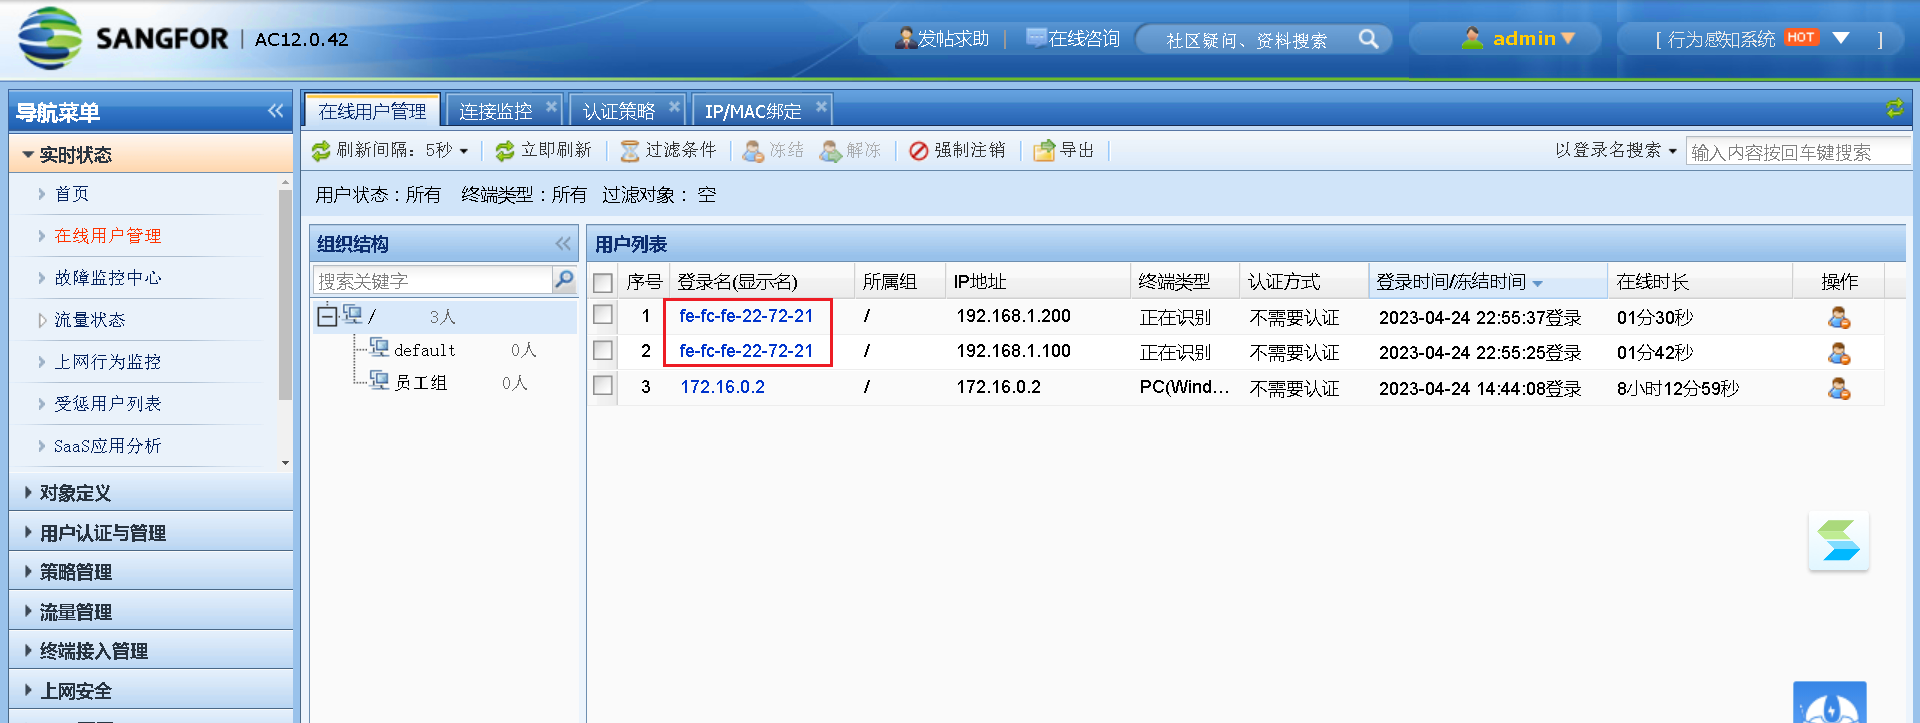 SANGFOR | AC12.0.42
发帖求助 | 在线咨询 社区疑问、资料搜索 admin [ 行为感知系统 HOT ]
导航菜单
实时状态
首页
在线用户管理
故障监控中心
流量状态
上网行为监控
受惩用户列表
SaaS应用分析
对象定义
用户认证与管理
策略管理
流量管理
终端接入管理
上网安全
在线用户管理 连接监控 认证策略 IP/MAC绑定
刷新间隔：5秒 立即刷新 过滤条件 冻结 解冻 强制注销 导出 以登录名搜索 输入内容按回车键搜索
用户状态：所有 终端类型：所有 过滤对象： 空
组织结构
搜索关键字
/ 3人
default 0人
员工组 0人
用户列表
序号 登录名(显示名) 所属组 IP地址 终端类型 认证方式 登录时间/冻结时间 在线时长 操作
1 fe-fc-fe-22-72-21 / 192.168.1.200 正在识别 不需要认证 2023-04-24 22:55:37登录 01分30秒
2 fe-fc-fe-22-72-21 / 192.168.1.100 正在识别 不需要认证 2023-04-24 22:55:25登录 01分42秒
3 172.16.0.2 / 172.16.0.2 PC(Wind... 不需要认证 2023-04-24 14:44:08登录 8小时12分59秒